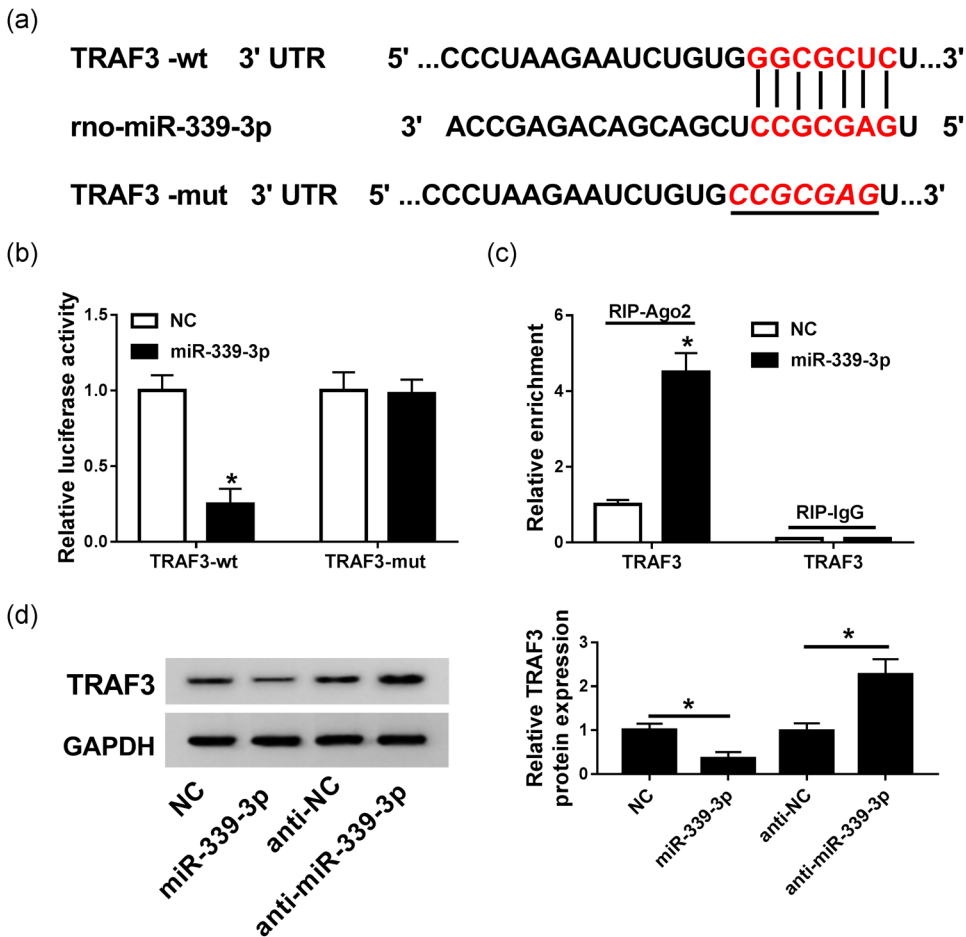 (a)
TRAF3 -wt 3' UTR 5' ...CCCUAAGAAUCUGUGGGCGCUCU...3'
rno-miR-339-3p 3' ACCGAGACAGCAGCUCCGCGAGU 5'
TRAF3 -mut 3' UTR 5' ...CCCUAAGAAUCUGUGCCGCGAGU...3'
(b)
Relative luciferase activity
1.5
1.0
0.5
0.0
NC
miR-339-3p
*
TRAF3-wt
TRAF3-mut
(c)
Relative enrichment
6
4
2
0
RIP-Ago2
*
NC
miR-339-3p
RIP-IgG
TRAF3
TRAF3
(d)
TRAF3
GAPDH
NC
miR-339-3p
anti-NC
anti-miR-339-3p
Relative TRAF3
protein expression
3
2
1
0
*
*
NC
miR-339-3p
anti-NC
anti-miR-339-3p